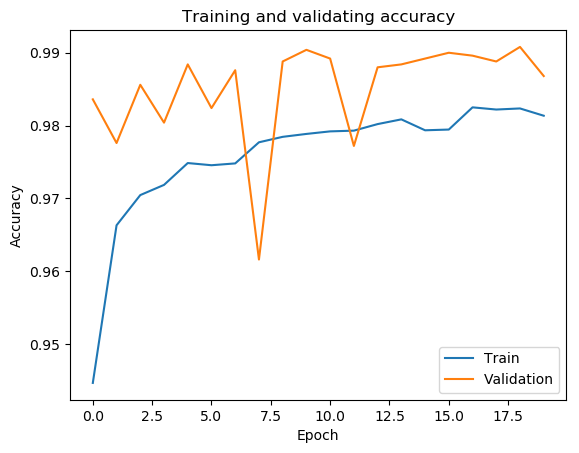 Training and validating accuracy
0.99
0.98
0.97
0.96
0.95
Accuracy
Train
Validation
0.0 2.5 5.0 7.5 10.0 12.5 15.0 17.5
Epoch